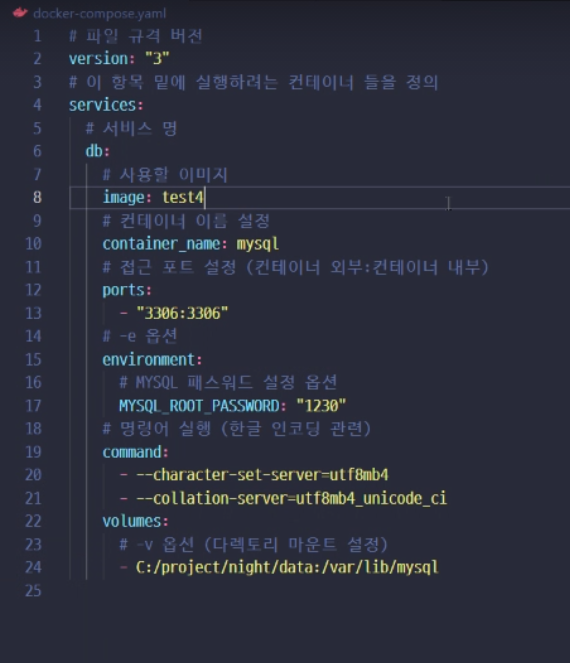 docker-compose.yaml
1 # 파일 규격 버전
2 version: "3"
3 # 이 항목 밑에 실행하려는 컨테이너 들을 정의
4 services:
5 # 서비스 명
6 db:
7 # 사용할 이미지
8 image: test4
9 # 컨테이너 이름 설정
10 container_name: mysql
11 # 접근 포트 설정 (컨테이너 외부:컨테이너 내부)
12 ports:
13 - "3306:3306"
14 # -e 옵션
15 environment:
16 # MYSQL 패스워드 설정 옵션
17 MYSQL_ROOT_PASSWORD: "1230"
18 # 명령어 실행 (한글 인코딩 관련)
19 command:
20 - --character-set-server=utf8mb4
21 - --collation-server=utf8mb4_unicode_ci
22 volumes:
23 # -v 옵션 (다렉토리 마운트 설정)
24 - C:/project/night/data:/var/lib/mysql
25